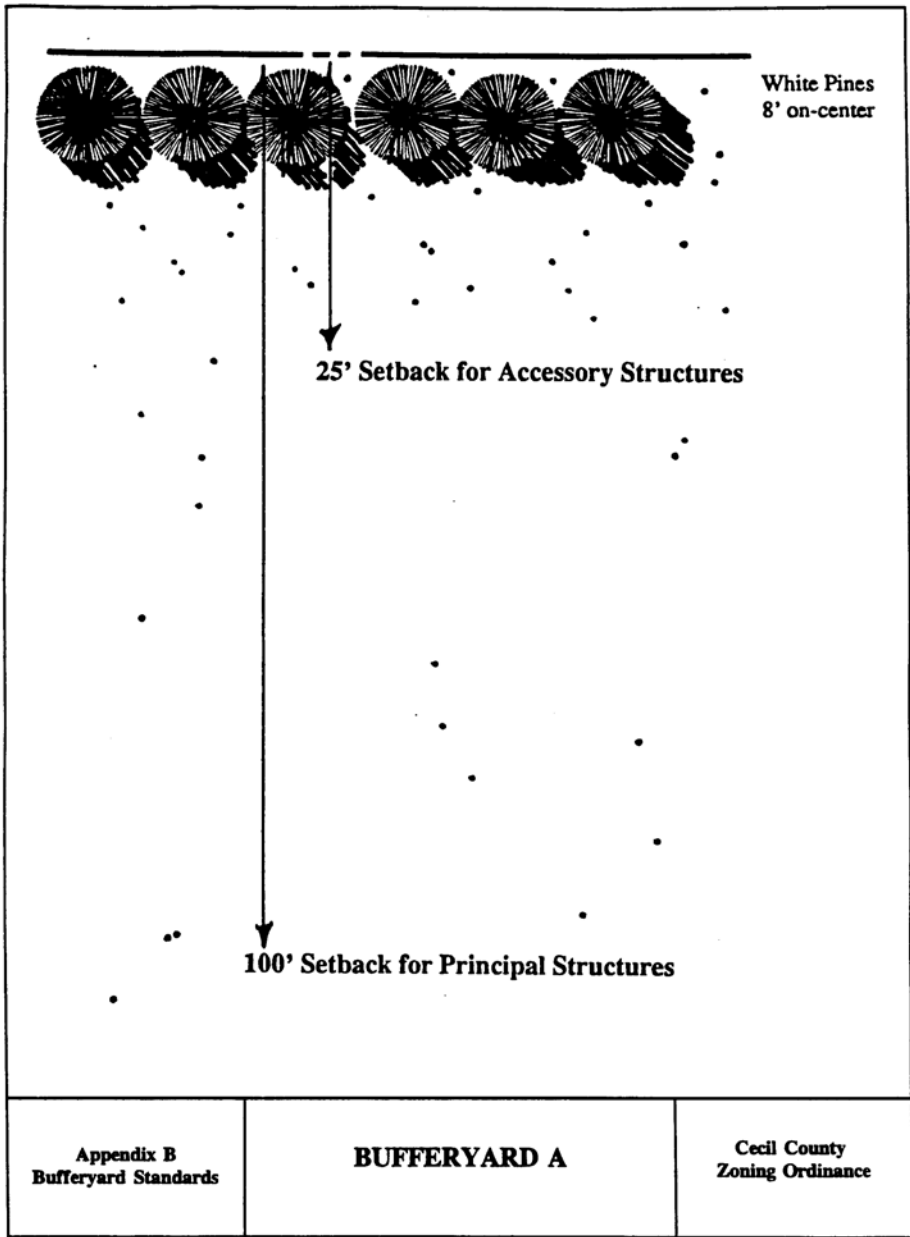 White Pines
8' on-center
25' Setback for Accessory Structures
100' Setback for Principal Structures
Appendix B
Bufferyard Standards
BUFFERYARD A
Cecil County
Zoning Ordinance